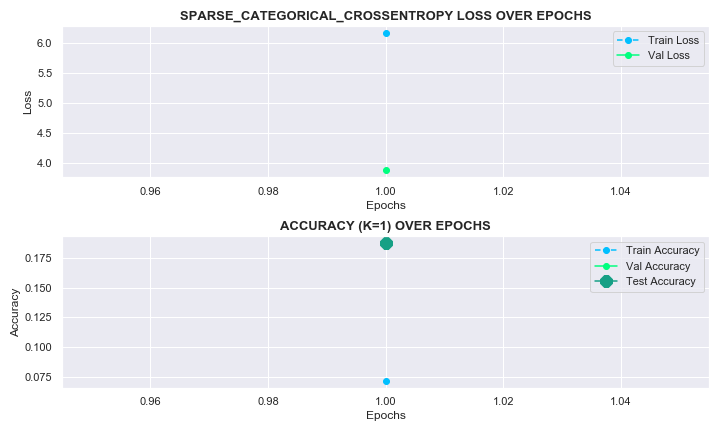 SPARSE_CATEGORICAL_CROSSENTROPY LOSS OVER EPOCHS
6.0
5.5
5.0
4.5
4.0
Loss
Train Loss
Val Loss
0.96 0.98 1.00 1.02 1.04
Epochs
ACCURACY (K=1) OVER EPOCHS
0.175
0.150
0.125
0.100
0.075
Accuracy
Train Accuracy
Val Accuracy
Test Accuracy
0.96 0.98 1.00 1.02 1.04
Epochs